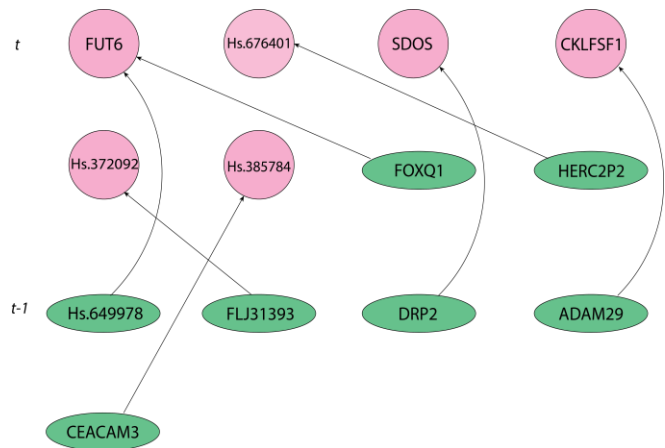 t FUT6 Hs.676401 SDOS CKLFSF1
Hs.372092 Hs.385784 FOXQ1 HERC2P2
t-1 Hs.649978 FLJ31393 DRP2 ADAM29
CEACAM3